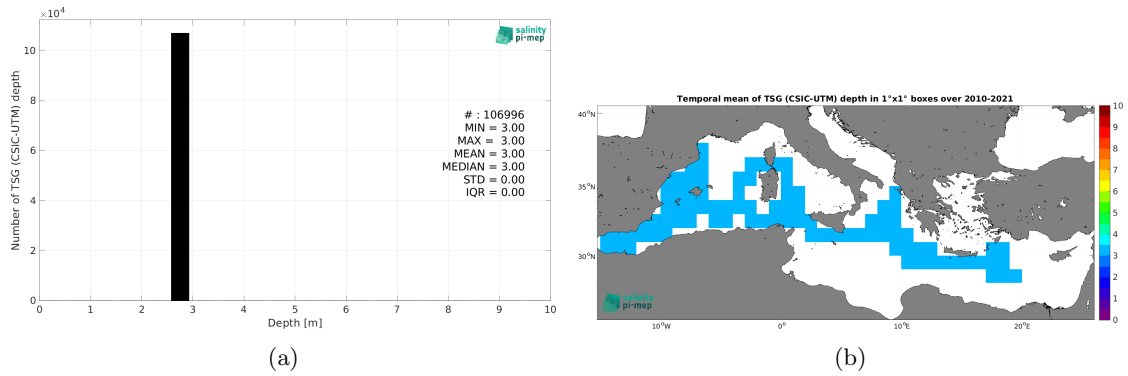 ×10⁴
salinity
pi-mep
10
8
6
4
2
0
Number of TSG (CSIC-UTM) depth
# : 106996
MIN = 3.00
MAX = 3.00
MEAN = 3.00
MEDIAN = 3.00
STD = 0.00
IQR = 0.00
0 1 2 3 4 5 6 7 8 9 10
Depth [m]
(a)
Temporal mean of TSG (CSIC-UTM) depth in 1°x1° boxes over 2010-2021
40°N
35°N
30°N
salinity
pi-mep
10°W 0° 10°E 20°E
10
9
8
7
6
5
4
3
2
1
0
(b)